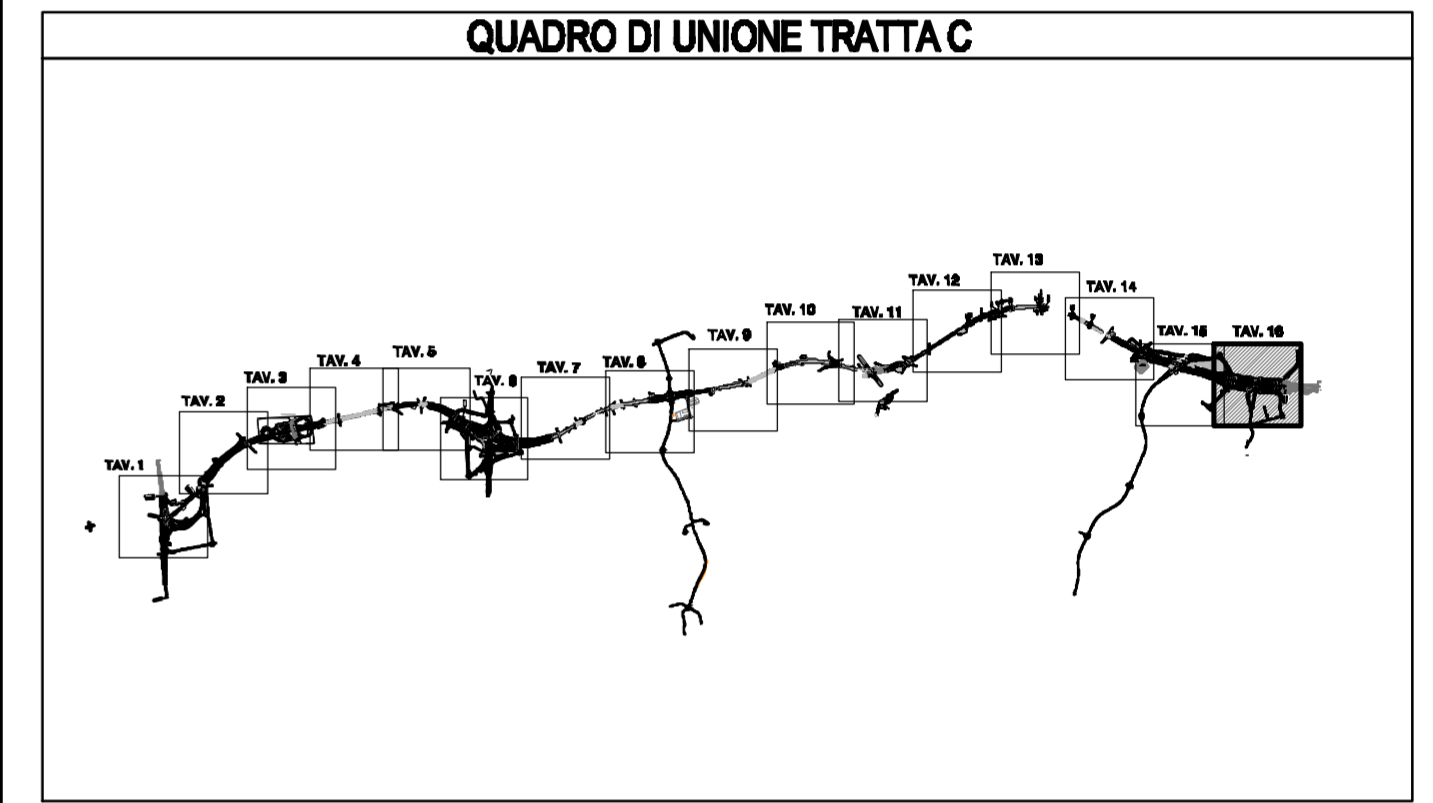 QUADRO DI UNIONE TRATTA C
TAV. 1
TAV. 2
TAV. 3
TAV. 4
TAV. 5
TAV. 6
TAV. 7
TAV. 8
TAV. 9
TAV. 10
TAV. 11
TAV. 12
TAV. 13
TAV. 14
TAV. 15
TAV. 16